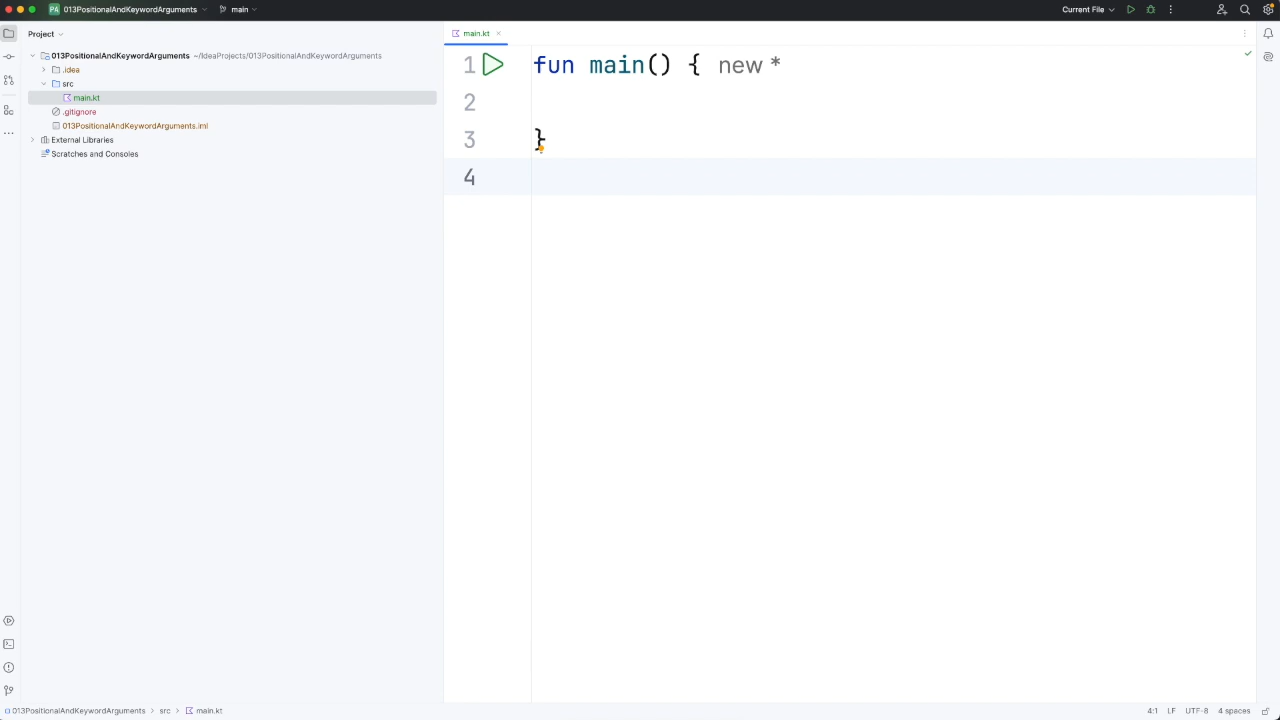 PA 013PositionalAndKeywordArguments main Current File
Project
main.kt
013PositionalAndKeywordArguments ~/IdeaProjects/013PositionalAndKeywordArguments
.idea
src
main.kt
.gitignore
013PositionalAndKeywordArguments.iml
External Libraries
Scratches and Consoles
1 fun main() { new *
2
3 }
4
013PositionalAndKeywordArguments > src > main.kt 4:1 LF UTF-8 4 spaces